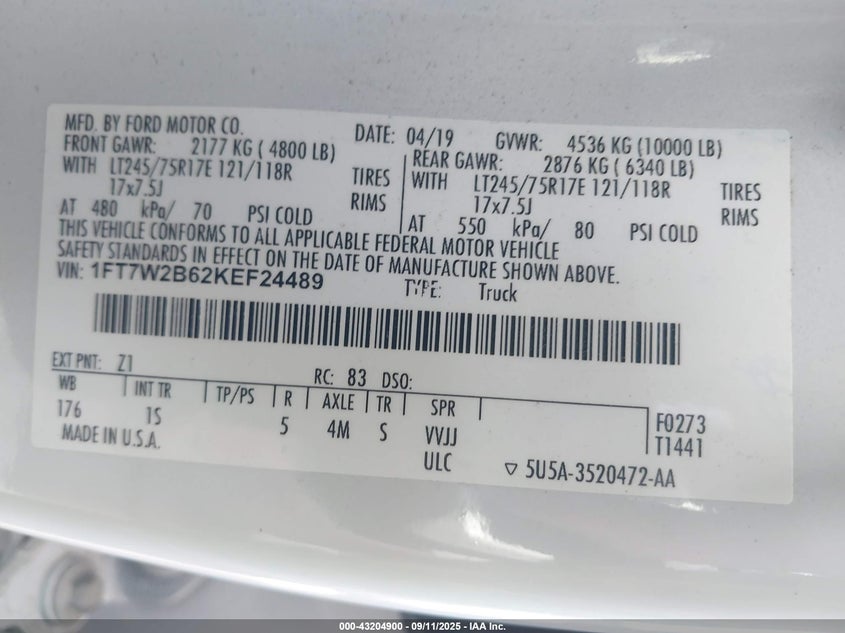 MFD. BY FORD MOTOR CO.
DATE: 04/19 GVWR: 4536 KG (10000 LB)
FRONT GAWR: 2177 KG ( 4800 LB)
REAR GAWR: 2876 KG ( 6340 LB)
WITH LT245/75R17E 121/118R TIRES
WITH LT245/75R17E 121/118R TIRES
17x7.5J RIMS
17x7.5J RIMS
AT 480 kPa/ 70 PSI COLD
AT 550 kPa/ 80 PSI COLD
THIS VEHICLE CONFORMS TO ALL APPLICABLE FEDERAL MOTOR VEHICLE
SAFETY STANDARDS IN EFFECT ON THE DATE OF MANUFACTURE SHOWN ABOVE.
VIN: 1FT7W2B62KEF24489 TYPE: Truck
EXT PNT: Z1 RC: 83 DSO:
WB INT TR TP/PS R AXLE TR SPR
176 1S 5 4M S VVJJ
F0273
MADE IN U.S.A. ULC T1441
▽ 5U5A-3520472-AA
000-43204900 - 09/11/2025 - IAA Inc.